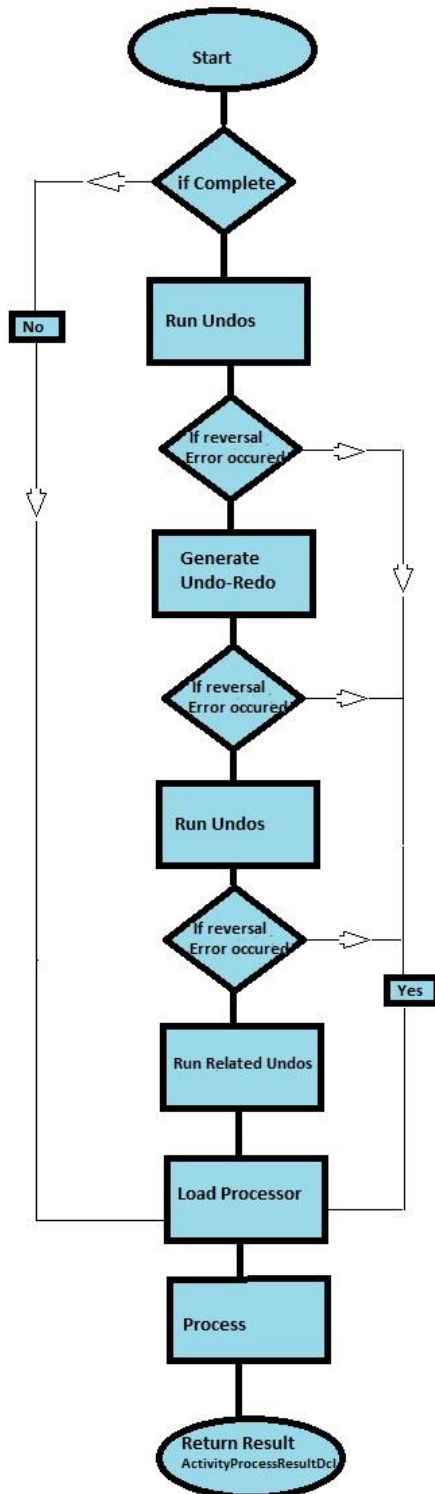 Start
if Complete
No
Run Undos
If reversal
Error occured!
Generate
Undo-Redo
If reversal
Error occured!
Run Undos
If reversal
Error occured!
Yes
Run Related Undos
Load Processor
Process
Return Result
ActivityProcessResultDcl